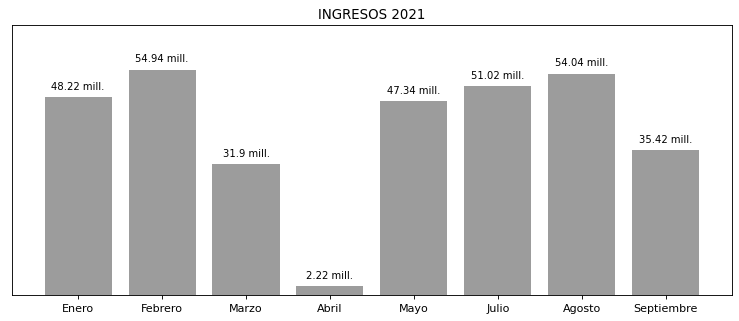 INGRESOS 2021
48.22 mill.
54.94 mill.
31.9 mill.
2.22 mill.
47.34 mill.
51.02 mill.
54.04 mill.
35.42 mill.
Enero
Febrero
Marzo
Abril
Mayo
Julio
Agosto
Septiembre